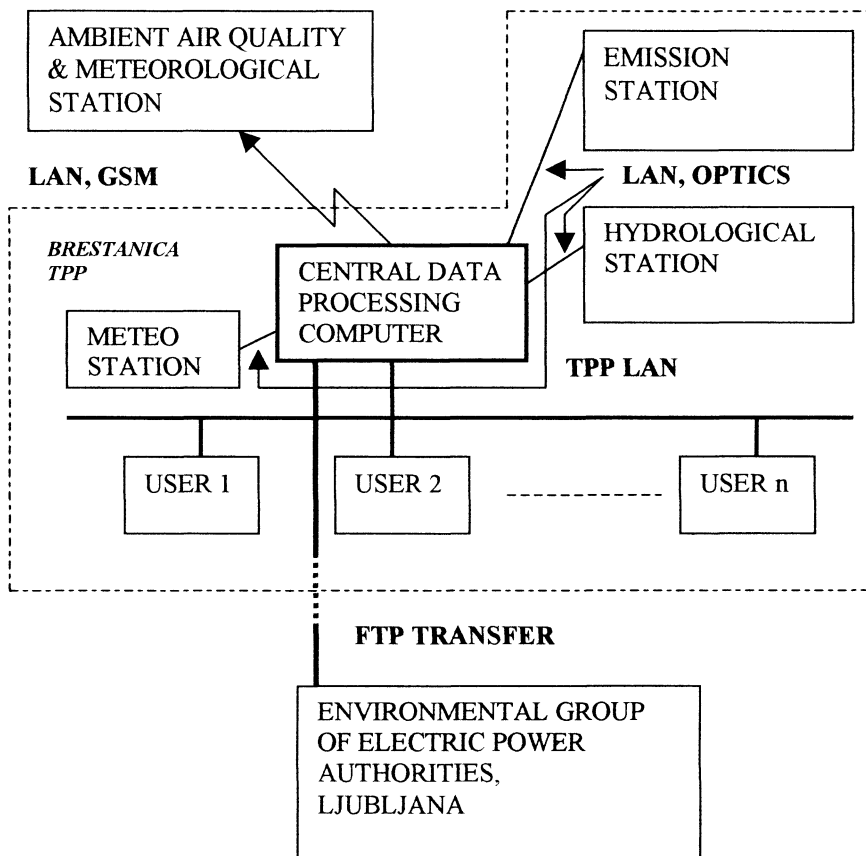 AMBIENT AIR QUALITY
& METEOROLOGICAL
STATION
EMISSION
STATION
LAN, GSM
LAN, OPTICS
BRESTANICA
TPP
HYDROLOGICAL
STATION
CENTRAL DATA
PROCESSING
COMPUTER
METEO
STATION
TPP LAN
USER 1
USER 2
USER n
FTP TRANSFER
ENVIRONMENTAL GROUP
OF ELECTRIC POWER
AUTHORITIES,
LJUBLJANA